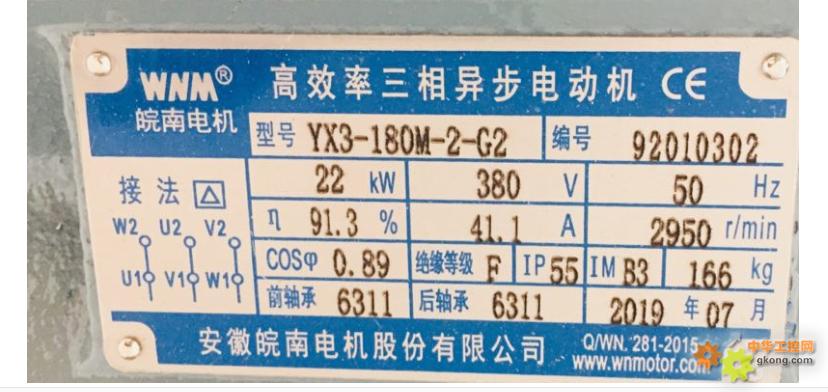 WNM® 高效率三相异步电动机 CE
皖南电机 型号 YX3-180M-2-G2 编号 92010302
接法 △ 22 kW 380 V 50 Hz
W2 U2 V2 η 91.3 % 41.1 A 2950 r/min
U1 V1 W1 COSφ 0.89 绝缘等级 F IP 55 IM B3 166 kg
前轴承 6311 后轴承 6311 2019 年 07 月
安徽皖南电机股份有限公司 Q/WN. 281-2015
www.wnmotor.com
中华工控网
gkong.com